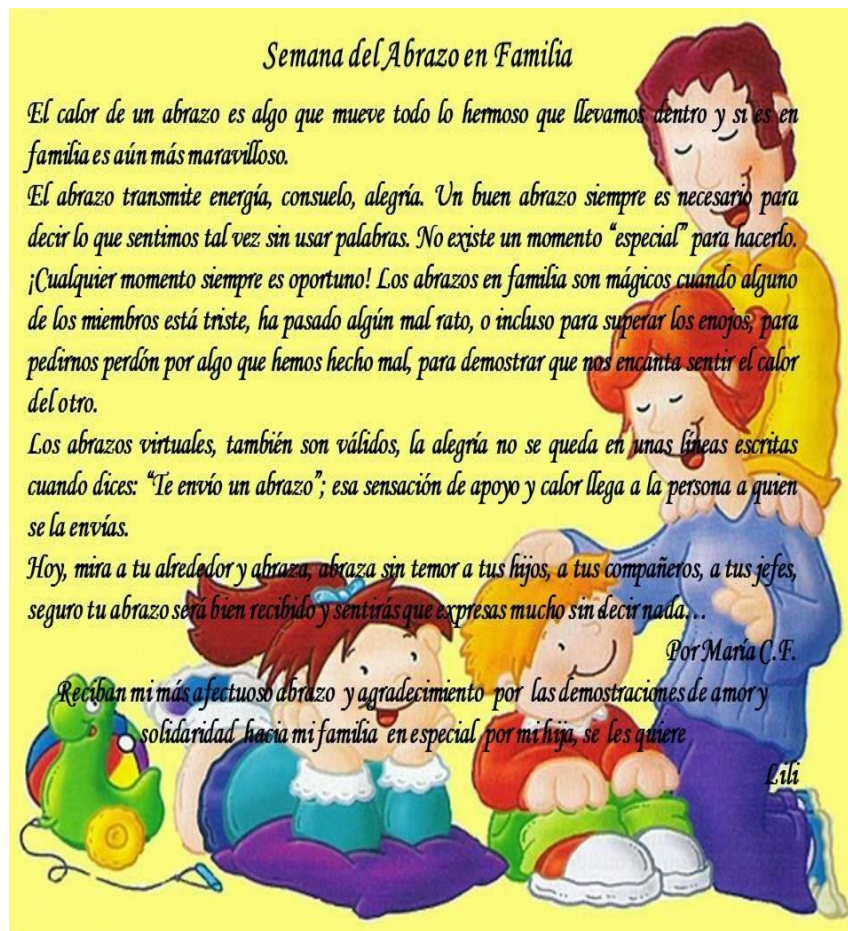 Semana del Abrazo en Familia
El calor de un abrazo es algo que mueve todo lo hermoso que llevamos dentro y si es en
familia es aún más maravilloso.
El abrazo transmite energía, consuelo, alegría. Un buen abrazo siempre es necesario para
decir lo que sentimos tal vez sin usar palabras. No existe un momento “especial” para hacerlo.
¡Cualquier momento siempre es oportuno! Los abrazos en familia son mágicos cuando alguno
de los miembros está triste, ha pasado algún mal rato, o incluso para superar los enojos, para
pedirnos perdón por algo que hemos hecho mal, para demostrar que nos encanta sentir el calor
del otro.
Los abrazos virtuales, también son válidos, la alegría no se queda en unas líneas escritas
cuando dices: “Te envío un abrazo”; esa sensación de apoyo y calor llega a la persona a quien
se la envías.
Hoy, mira a tu alrededor y abraza, abraza sin temor a tus hijos, a tus compañeros, a tus jefes,
seguro tu abrazo será bien recibido y sentirás que expresas mucho sin decir nada…
Por María C.F.
Reciban mi más afectuoso abrazo y agradecimiento por las demostraciones de amor y
solidaridad hacia mi familia en especial por mi hija, se les quiere
Lili